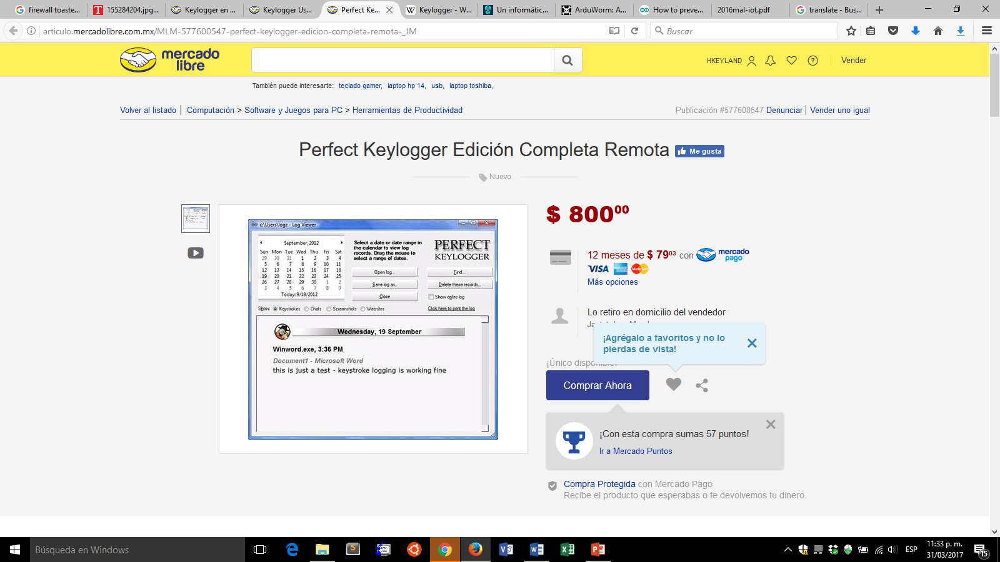 firewall toaste...
155284204.jpg...
Keylogger en ...
Keylogger Us...
Perfect Ke...
Keylogger - W...
Un informátic...
ArduWorm: A...
How to preve...
2016mal-iot.pdf
translate - Bus...
articulo.mercadolibre.com.mx/MLM-577600547-perfect-keylogger-edicion-completa-remota-_JM
Buscar
mercado
libre
HKEYLAND
Vender
También puede interesarte: teclado gamer, laptop hp 14, usb, laptop toshiba,
Volver al listado | Computación > Software y Juegos para PC > Herramientas de Productividad
Publicación #577600547 Denunciar | Vender uno igual
Perfect Keylogger Edición Completa Remota
Me gusta
Nuevo
c:\Users\logz - Log Viewer
September, 2012
Sun Mon Tue Wed Thu Fri Sat
29 30 31 1 2 3 4
5 6 7 8 9 10 11
12 13 14 15 16 17 18
19 20 21 22 23 24 25
26 27 28 29 30 1 2
3 4 5 6 7 8 9
Today: 9/19/2012
Select a date or date range in
the calendar to view log
records. Drag the mouse to
select a range of dates.
PERFECT
KEYLOGGER
Open log...
Find...
Save log as..
Delete these records...
Close
Show entire log
Show: Keystrokes Chats Screenshots Websites
Click here to print the log
Wednesday, 19 September
Winword.exe, 3:36 PM
Document1 - Microsoft Word
this is just a test - keystroke logging is working fine
$ 80000
12 meses de $ 7903 con mercado pago
VISA AMERICAN EXPRESS MasterCard
Más opciones
Lo retiro en domicilio del vendedor
¡Agrégalo a favoritos y no lo
pierdas de vista!
¡Único disponible!
Comprar Ahora
¡Con esta compra sumas 57 puntos!
Ir a Mercado Puntos
Compra Protegida con Mercado Pago
Recibe el producto que esperabas o te devolvemos tu dinero.
Búsqueda en Windows
ESP
11:33 p. m.
31/03/2017
15